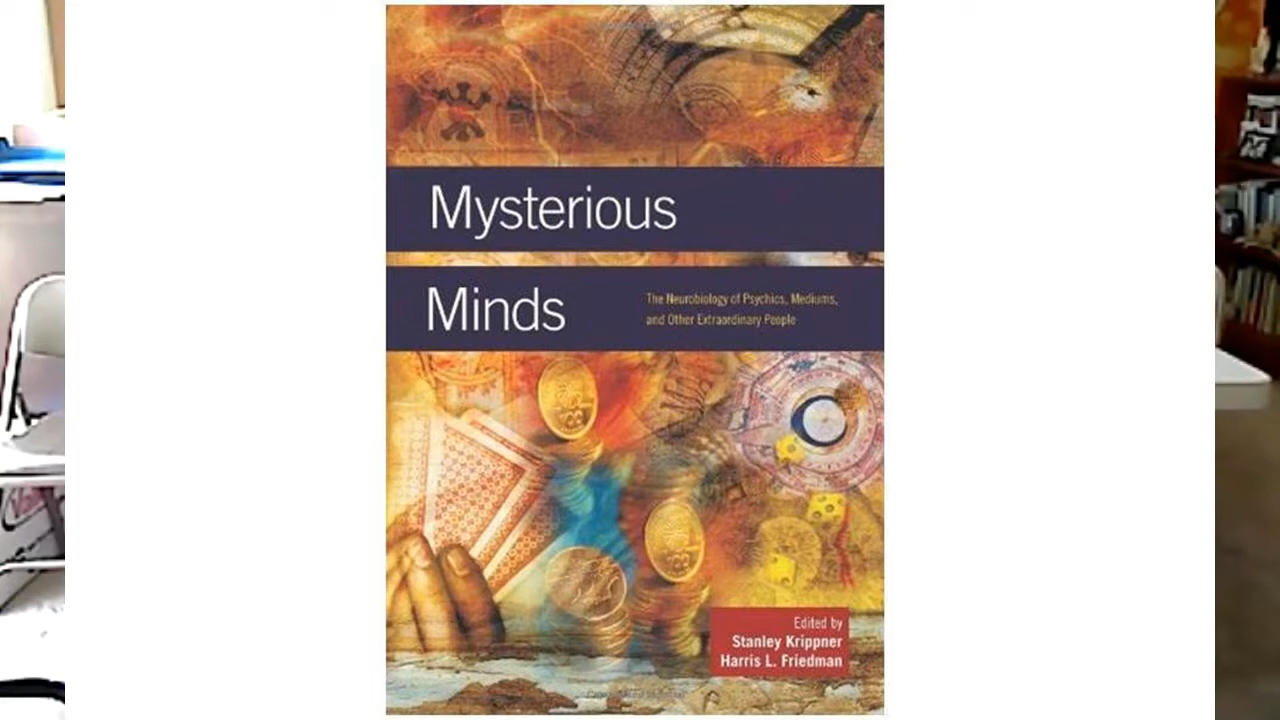 Mysterious
Minds
The Neurobiology of Psychics, Mediums,
and Other Extraordinary People
Edited by
Stanley Krippner
Harris L. Friedman